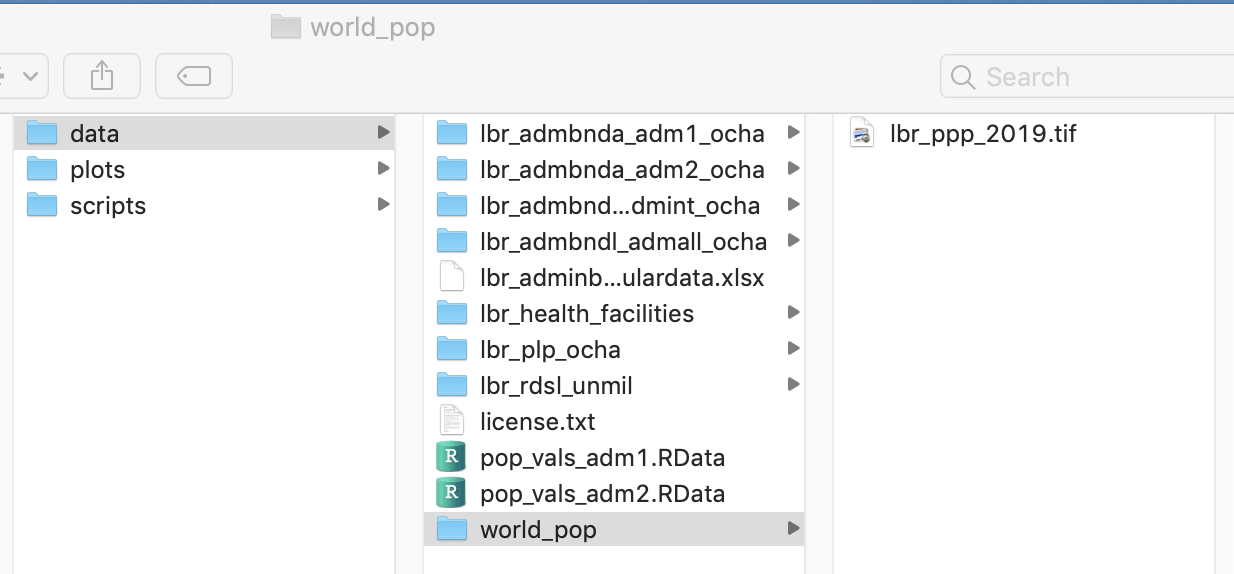 world_pop
Search
data
plots
scripts
lbr_admbnda_adm1_ocha
lbr_admbnda_adm2_ocha
lbr_admbnd...dmint_ocha
lbr_admbndl_admall_ocha
lbr_adminb...ulardata.xlsx
lbr_health_facilities
lbr_plp_ocha
lbr_rdsl_unmil
license.txt
R pop_vals_adm1.RData
R pop_vals_adm2.RData
world_pop
lbr_ppp_2019.tif